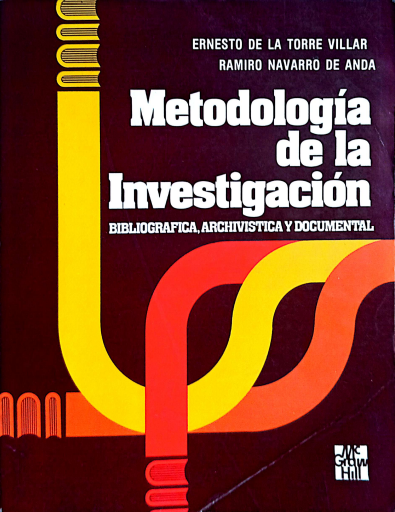 ERNESTO DE LA TORRE VILLAR
RAMIRO NAVARRO DE ANDA
Metodología
de la
Investigación
BIBLIOGRAFICA, ARCHIVISTICA Y DOCUMENTAL
Mc
Graw
Hill